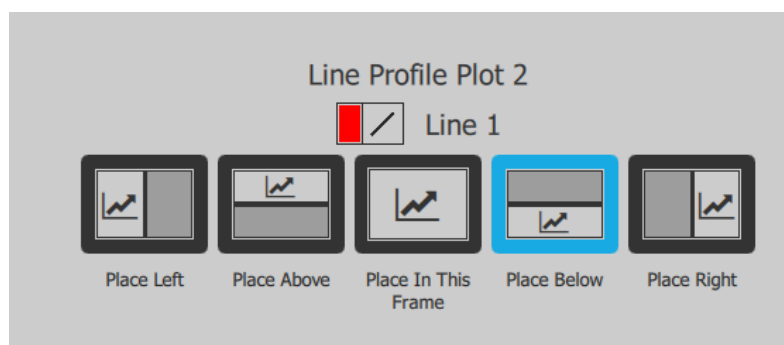 Line Profile Plot 2
Line 1
Place Left
Place Above
Place In This
Frame
Place Below
Place Right